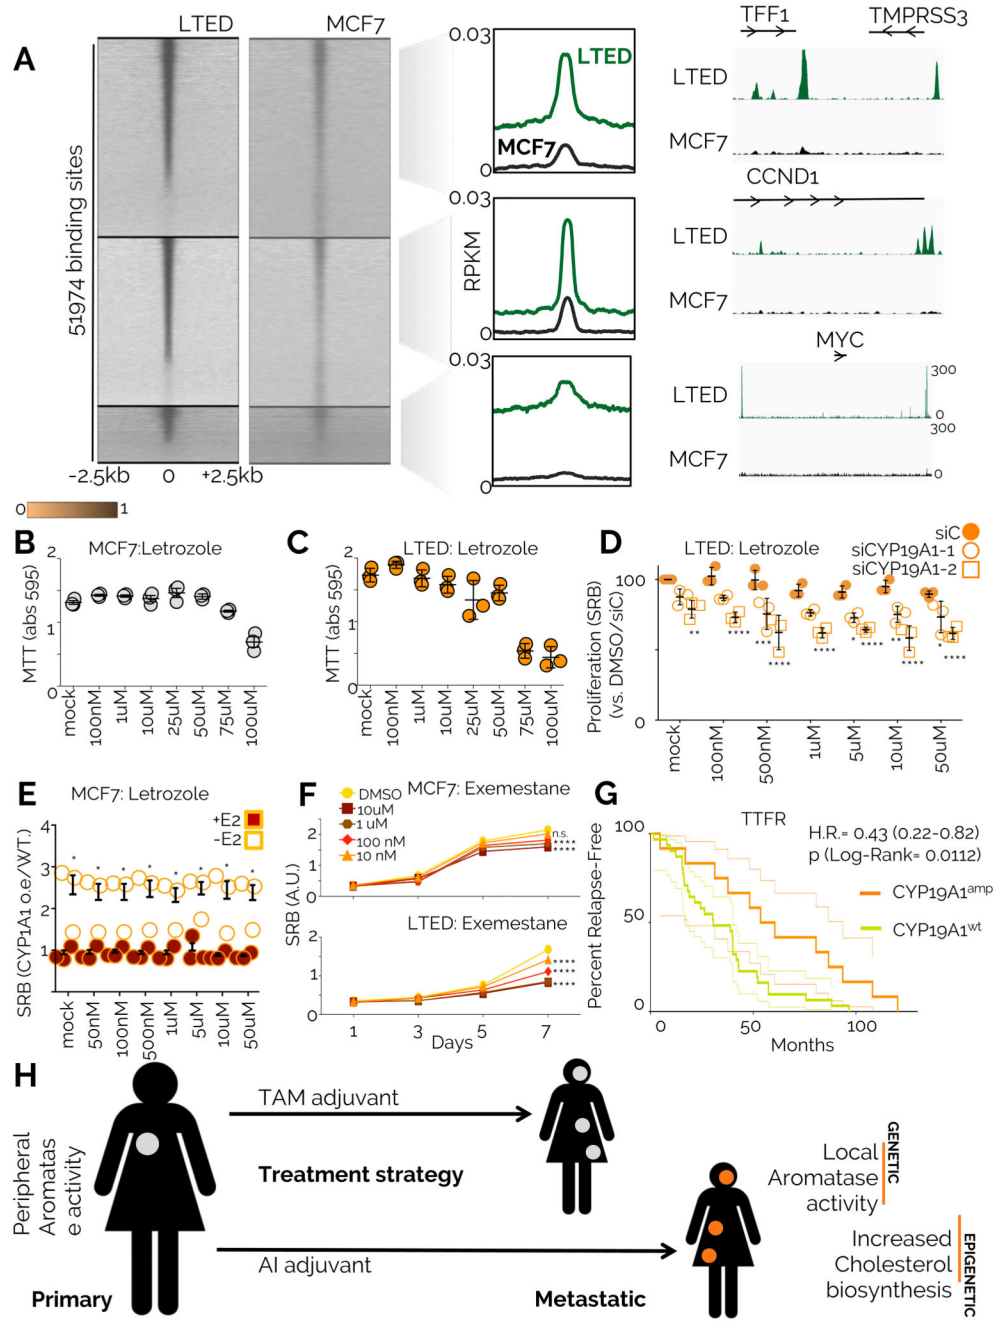 A
LTED
MCF7
51974 binding sites
-2.5kb 0 +2.5kb
0 1
0.03
LTED
MCF7
0
0.03
RPKM
0
0.03
0
TFF1
TMPRSS3
LTED
MCF7
CCND1
LTED
MCF7
MYC
LTED
300
0
300
MCF7
0
B
MCF7:Letrozole
MTT (abs 595)
2
1
0
mock
100nM
1uM
10uM
25uM
50uM
75uM
100uM
C
LTED: Letrozole
MTT (abs 595)
2
1
0
mock
100nM
1uM
10uM
25uM
50uM
75uM
100uM
D
LTED: Letrozole
siC
siCYP19A1-1
siCYP19A1-2
Proliferation (SRB)
(vs. DMSO/siC)
100
50
0
**
****
***
****
****
*
****
**
****
*
****
mock
100nM
500nM
1uM
5uM
10uM
50uM
E
MCF7: Letrozole
+E2
-E2
SRB (CYP1A1 o.e/WT.)
4
3
2
1
* * * * * * *
mock
50nM
100nM
500nM
1uM
5uM
10uM
50uM
F
MCF7: Exemestane
DMSO
10uM
1 uM
100 nM
10 nM
2
1
0
n.s.
****
****
SRB (A.U.)
LTED: Exemestane
2
1
0
****
****
****
1 3 5 7
Days
G
TTFR
H.R.= 0.43 (0.22-0.82)
p (Log-Rank= 0.0112)
CYP19A1amp
CYP19A1wt
Percent Relapse-Free
100
50
0
0 50 100
Months
H
Peripheral
Aromatas
e activity
TAM adjuvant
Treatment strategy
AI adjuvant
Primary
Metastatic
Local
Aromatase
activity
GENETIC
Increased
Cholesterol
biosynthesis
EPIGENETIC